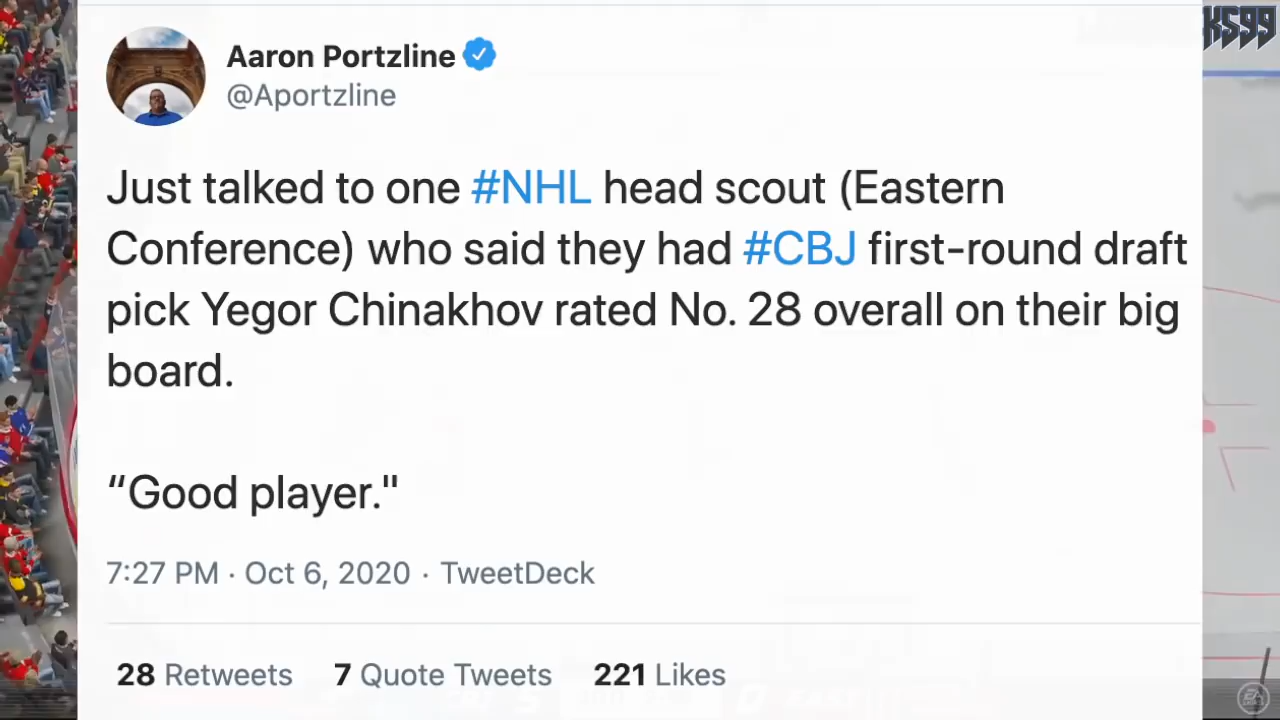 KS99
Aaron Portzline
@Aportzline
Just talked to one #NHL head scout (Eastern
Conference) who said they had #CBJ first-round draft
pick Yegor Chinakhov rated No. 28 overall on their big
board.
“Good player."
7:27 PM · Oct 6, 2020 · TweetDeck
28 Retweets 7 Quote Tweets 221 Likes
EA